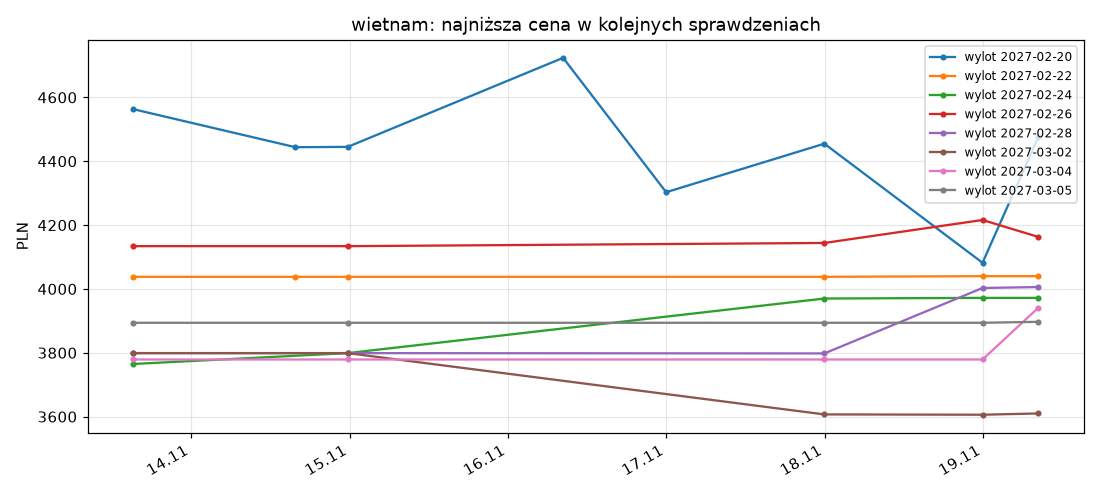 wietnam: najniższa cena w kolejnych sprawdzeniach
PLN
4600
4400
4200
4000
3800
3600
14.11
15.11
16.11
17.11
18.11
19.11
wylot 2027-02-20
wylot 2027-02-22
wylot 2027-02-24
wylot 2027-02-26
wylot 2027-02-28
wylot 2027-03-02
wylot 2027-03-04
wylot 2027-03-05